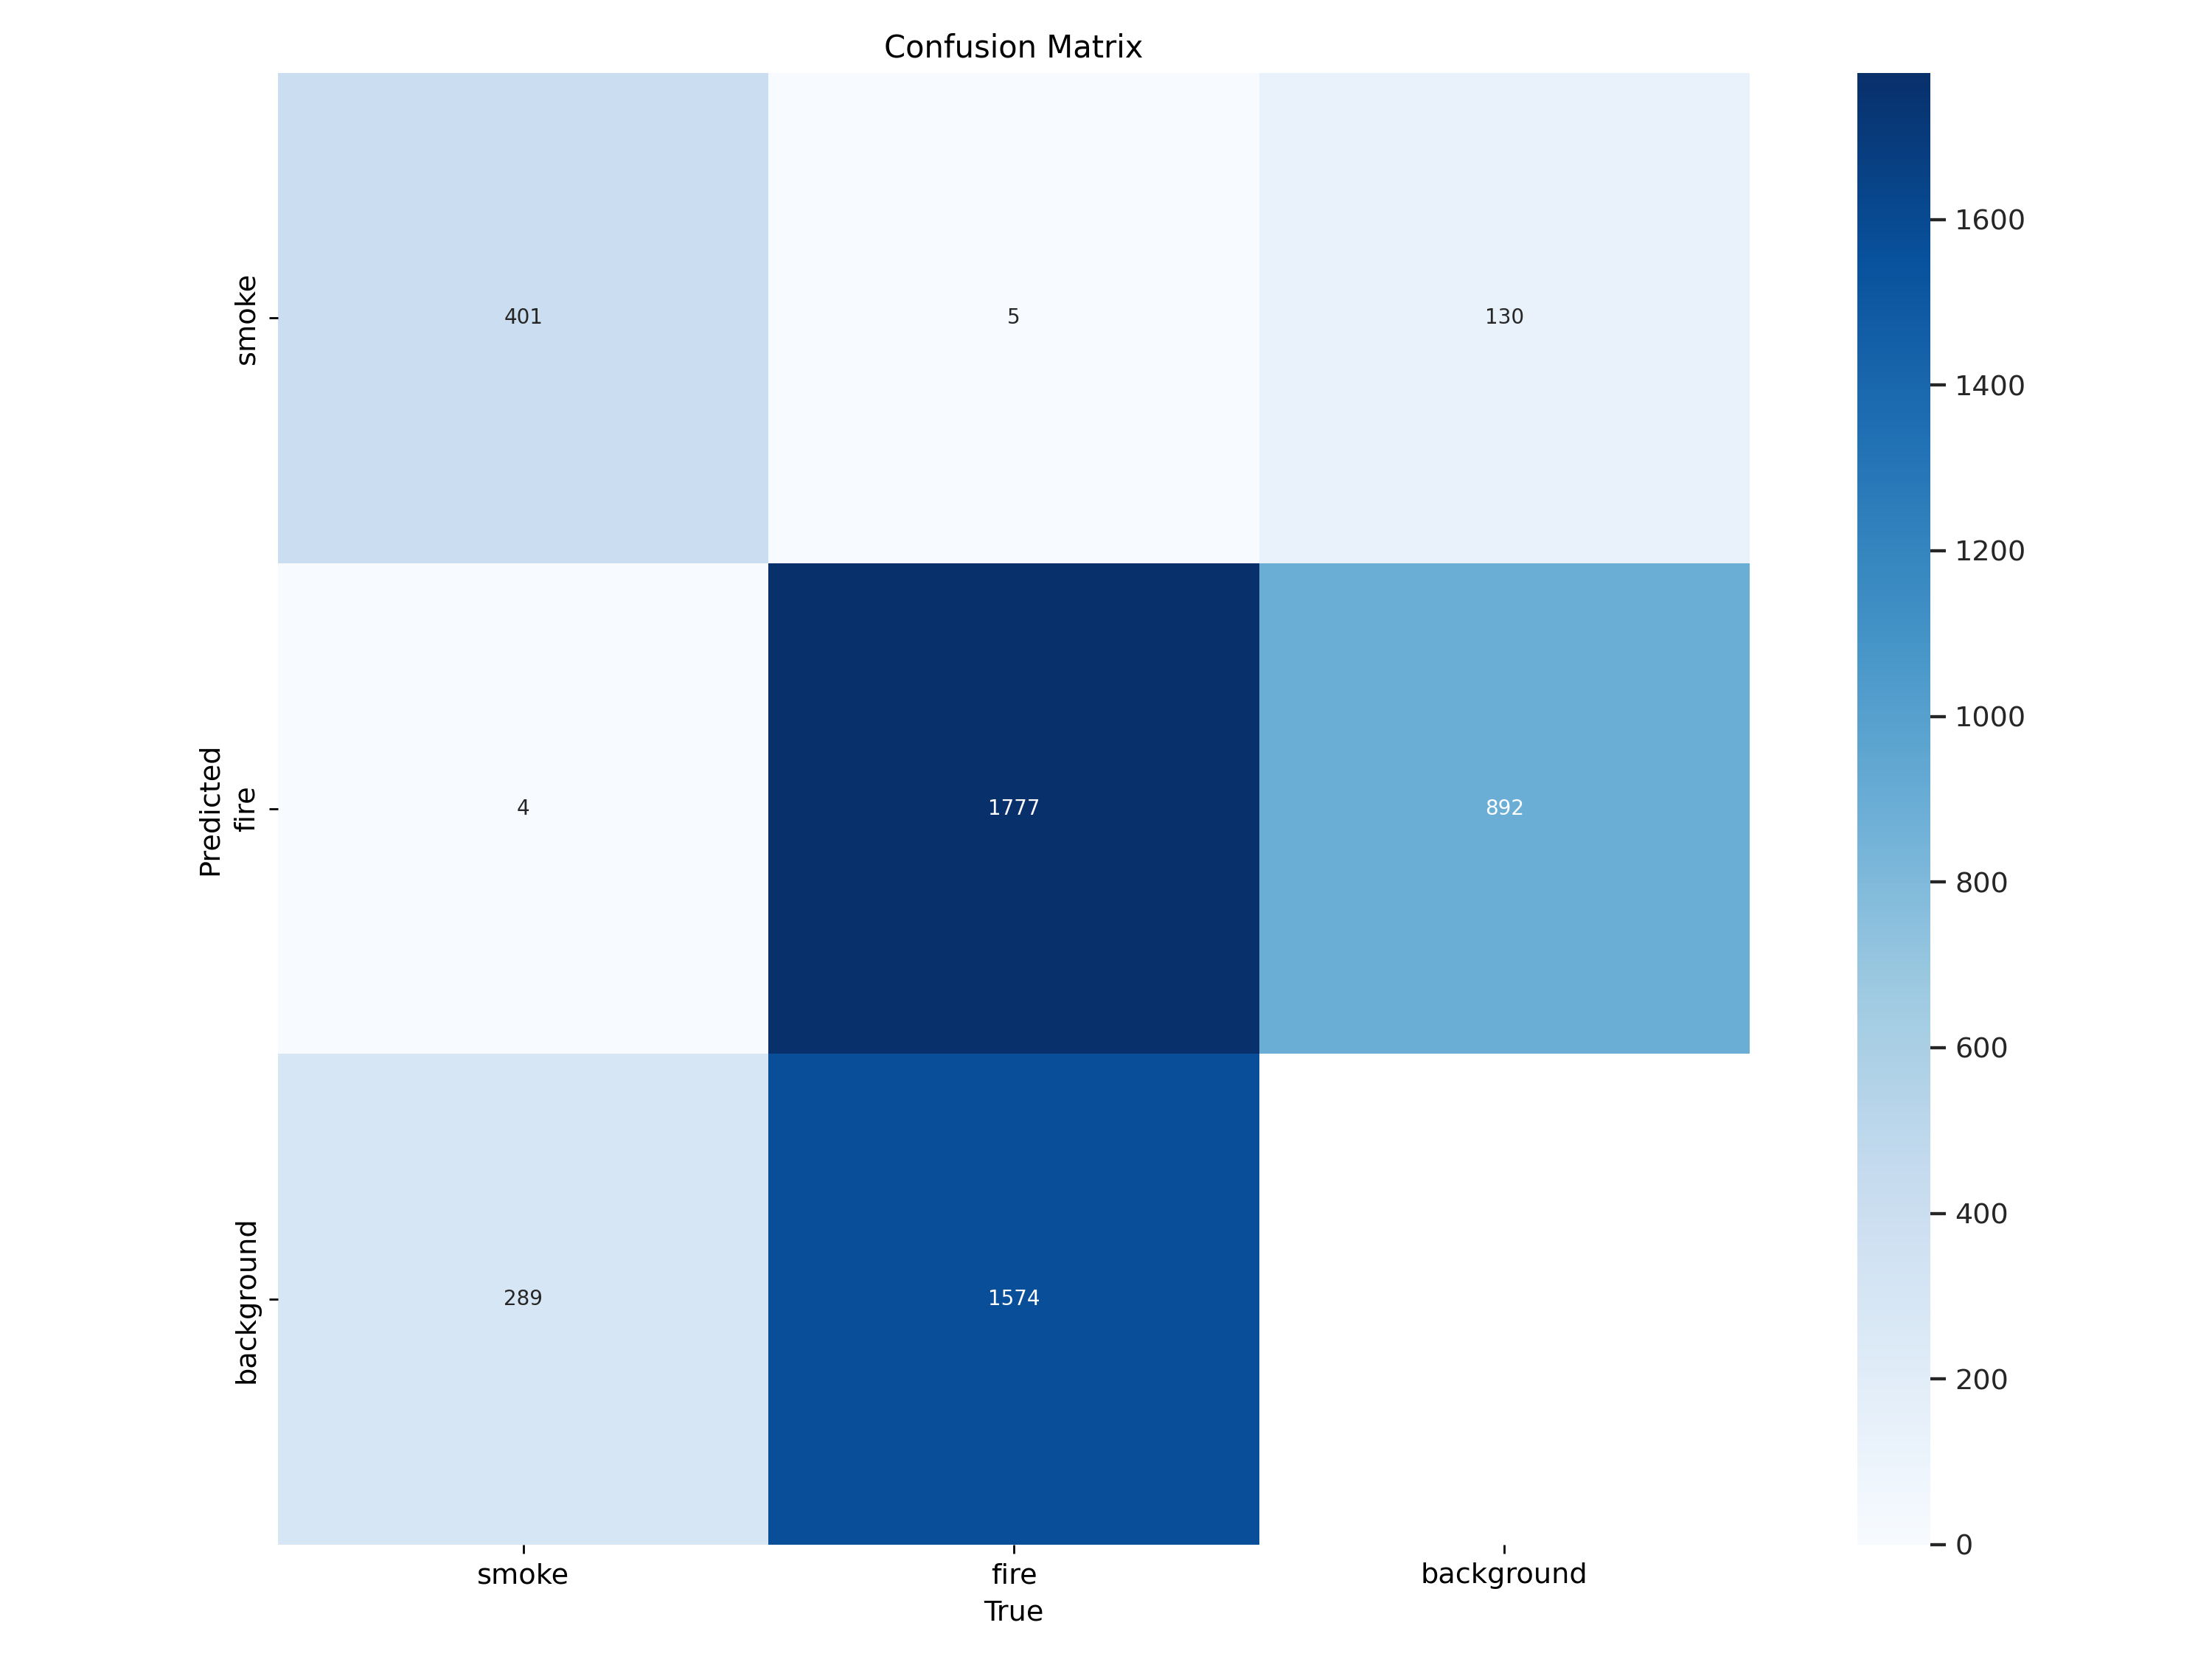 Confusion Matrix
Predicted
smoke
401
5
130
fire
4
1777
892
background
289
1574
smoke
fire
background
True
1600
1400
1200
1000
800
600
400
200
0